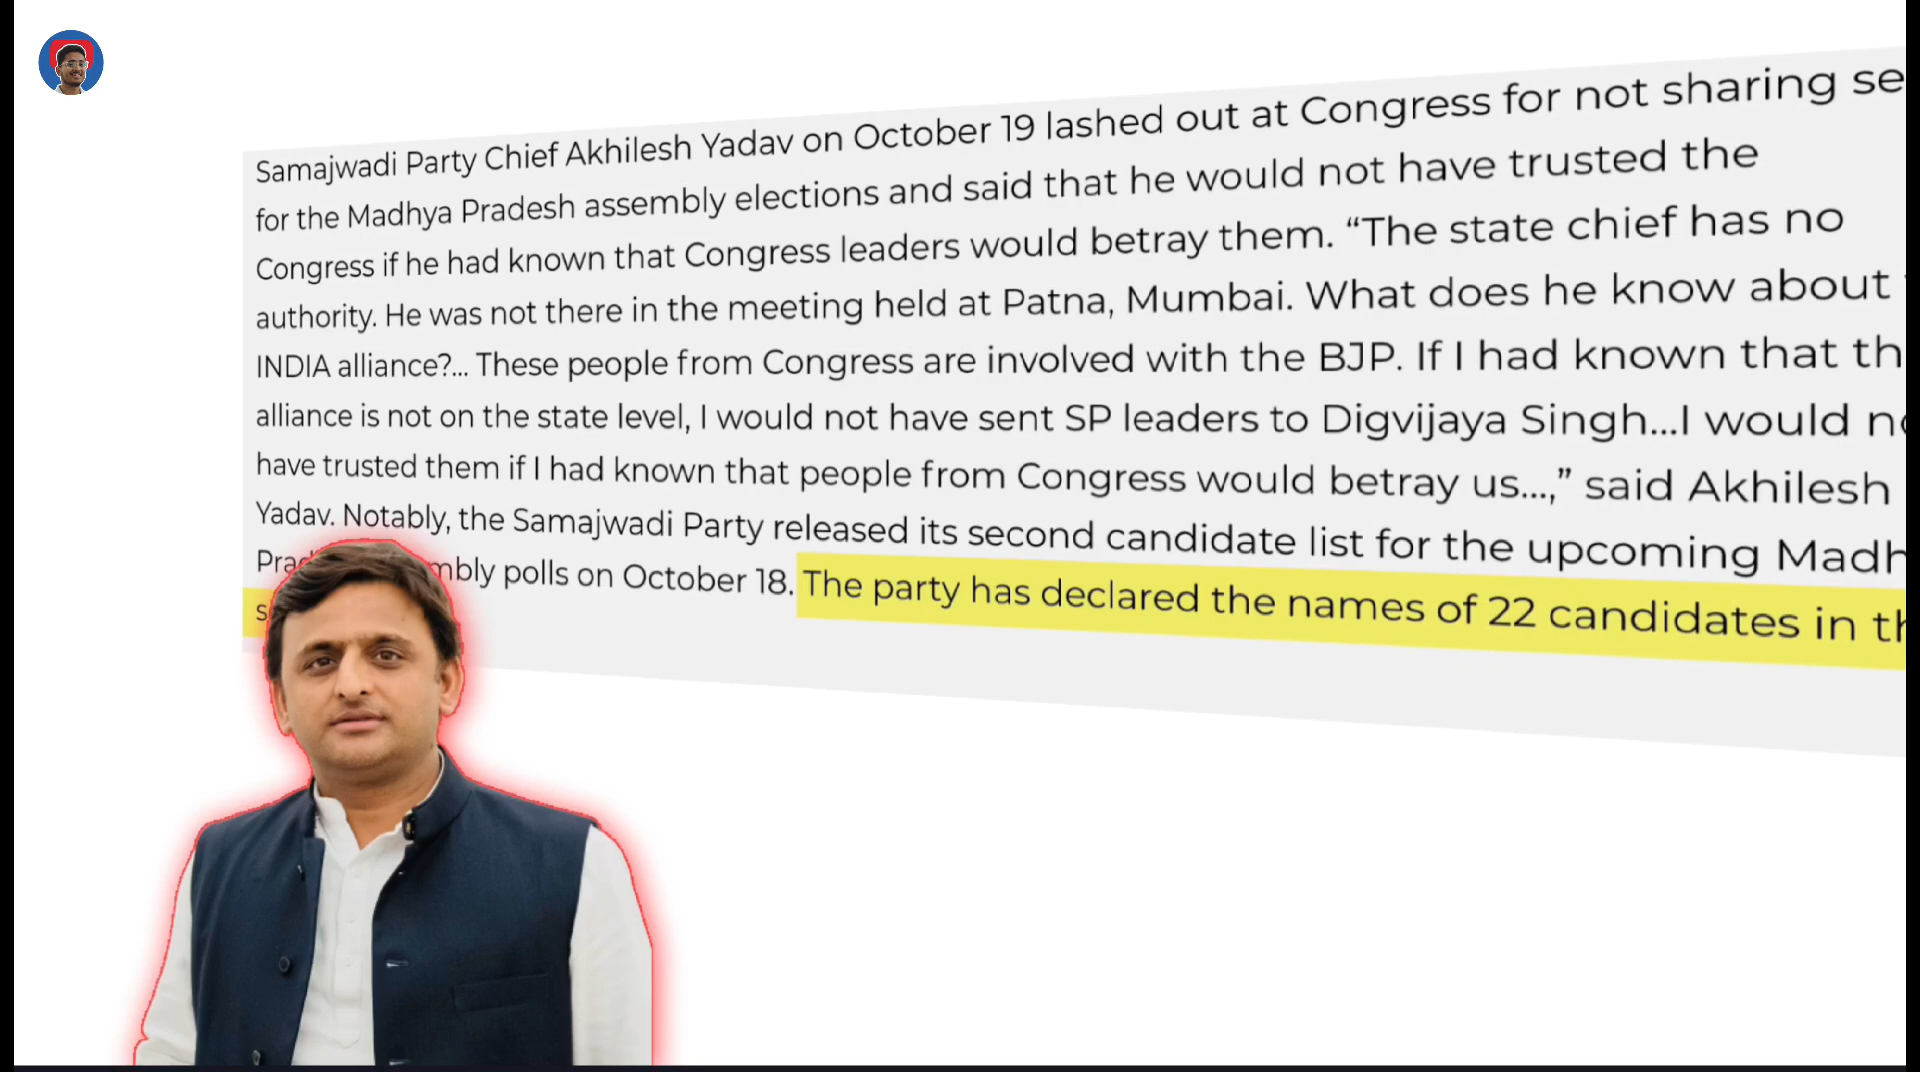 Samajwadi Party Chief Akhilesh Yadav on October 19 lashed out at Congress for not sharing se
for the Madhya Pradesh assembly elections and said that he would not have trusted the
Congress if he had known that Congress leaders would betray them. “The state chief has no
authority. He was not there in the meeting held at Patna, Mumbai. What does he know about
INDIA alliance?... These people from Congress are involved with the BJP. If I had known that th
alliance is not on the state level, I would not have sent SP leaders to Digvijaya Singh...I would no
have trusted them if I had known that people from Congress would betray us...,” said Akhilesh
Yadav. Notably, the Samajwadi Party released its second candidate list for the upcoming Madh
Pra mbly polls on October 18. The party has declared the names of 22 candidates in th
s